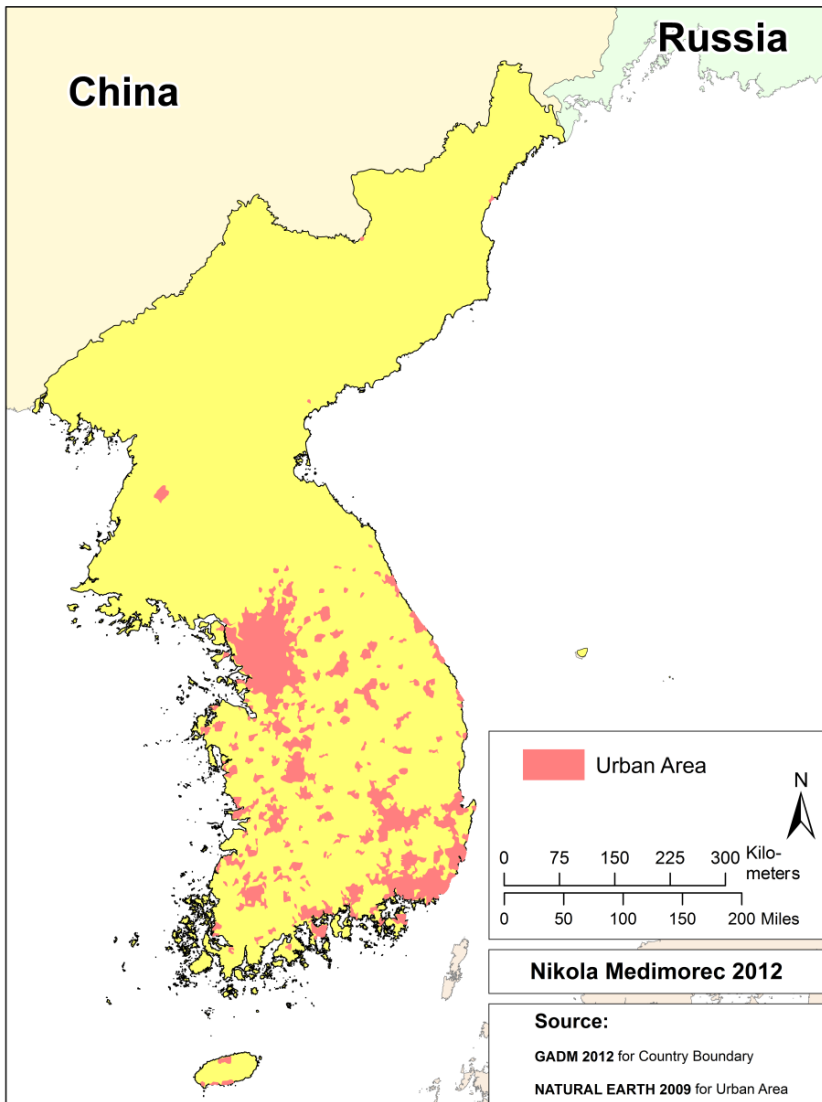 Russia
China
Urban Area
N
0 75 150 225 300 Kilo-
meters
0 50 100 150 200 Miles
Nikola Medimorec 2012
Source:
GADM 2012 for Country Boundary
NATURAL EARTH 2009 for Urban Area